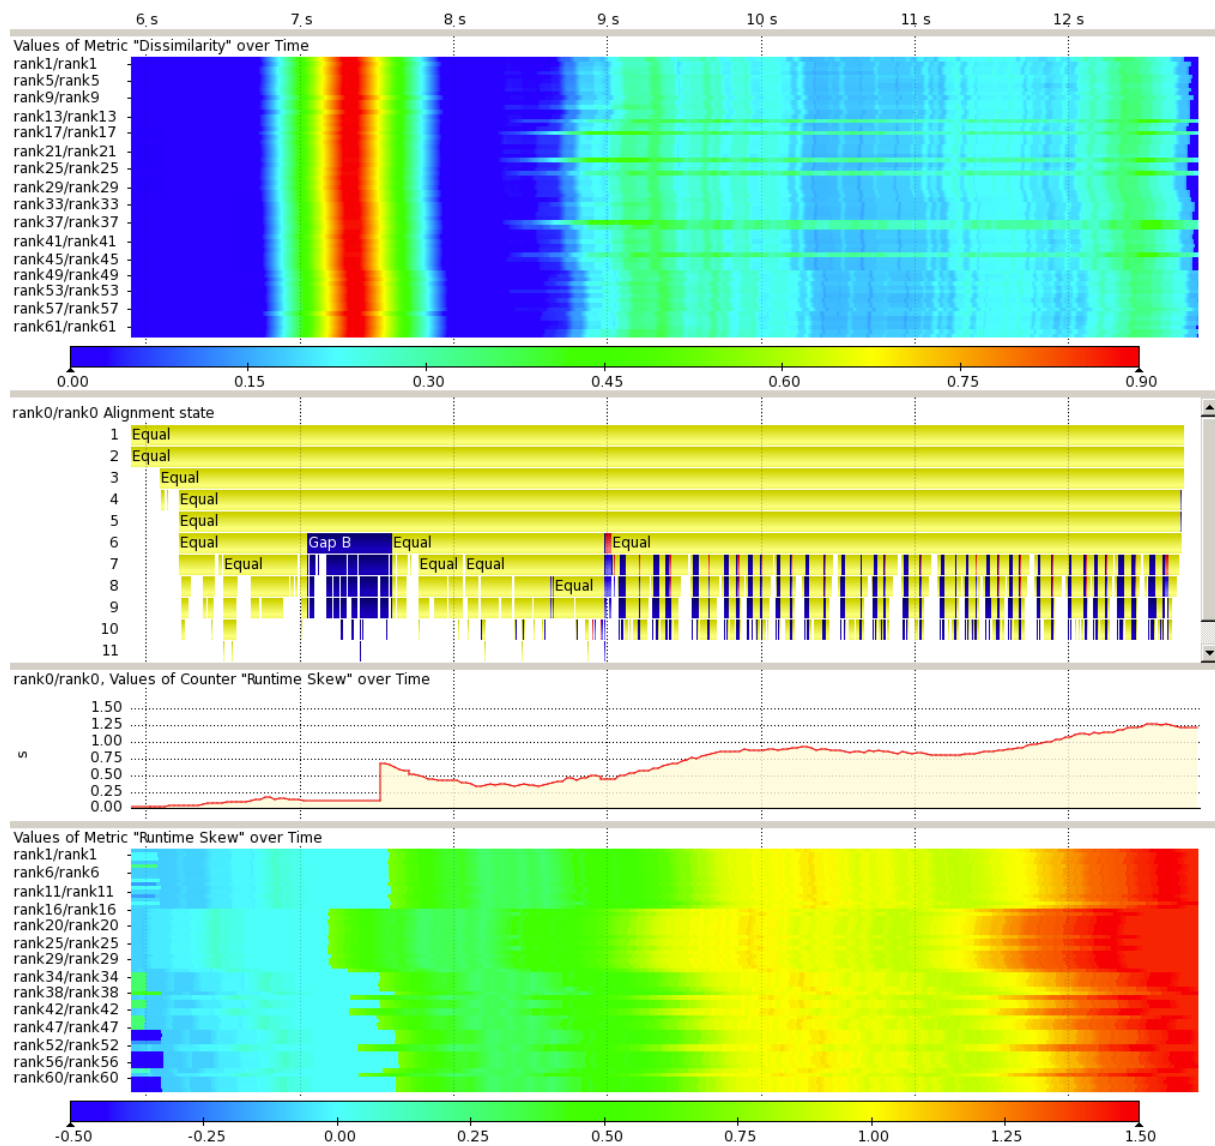 6 s 7 s 8 s 9 s 10 s 11 s 12 s
Values of Metric "Dissimilarity" over Time
rank1/rank1
rank5/rank5
rank9/rank9
rank13/rank13
rank17/rank17
rank21/rank21
rank25/rank25
rank29/rank29
rank33/rank33
rank37/rank37
rank41/rank41
rank45/rank45
rank49/rank49
rank53/rank53
rank57/rank57
rank61/rank61
0.00 0.15 0.30 0.45 0.60 0.75 0.90
rank0/rank0 Alignment state
1 Equal
2 Equal
3 Equal
4 Equal
5 Equal
6 Equal Gap B Equal Equal
7 Equal Equal Equal
8 Equal
9
10
11
rank0/rank0, Values of Counter "Runtime Skew" over Time
1.50
1.25
1.00
s 0.75
0.50
0.25
0.00
Values of Metric "Runtime Skew" over Time
rank1/rank1
rank6/rank6
rank11/rank11
rank16/rank16
rank20/rank20
rank25/rank25
rank29/rank29
rank34/rank34
rank38/rank38
rank42/rank42
rank47/rank47
rank52/rank52
rank56/rank56
rank60/rank60
-0.50 -0.25 0.00 0.25 0.50 0.75 1.00 1.25 1.50